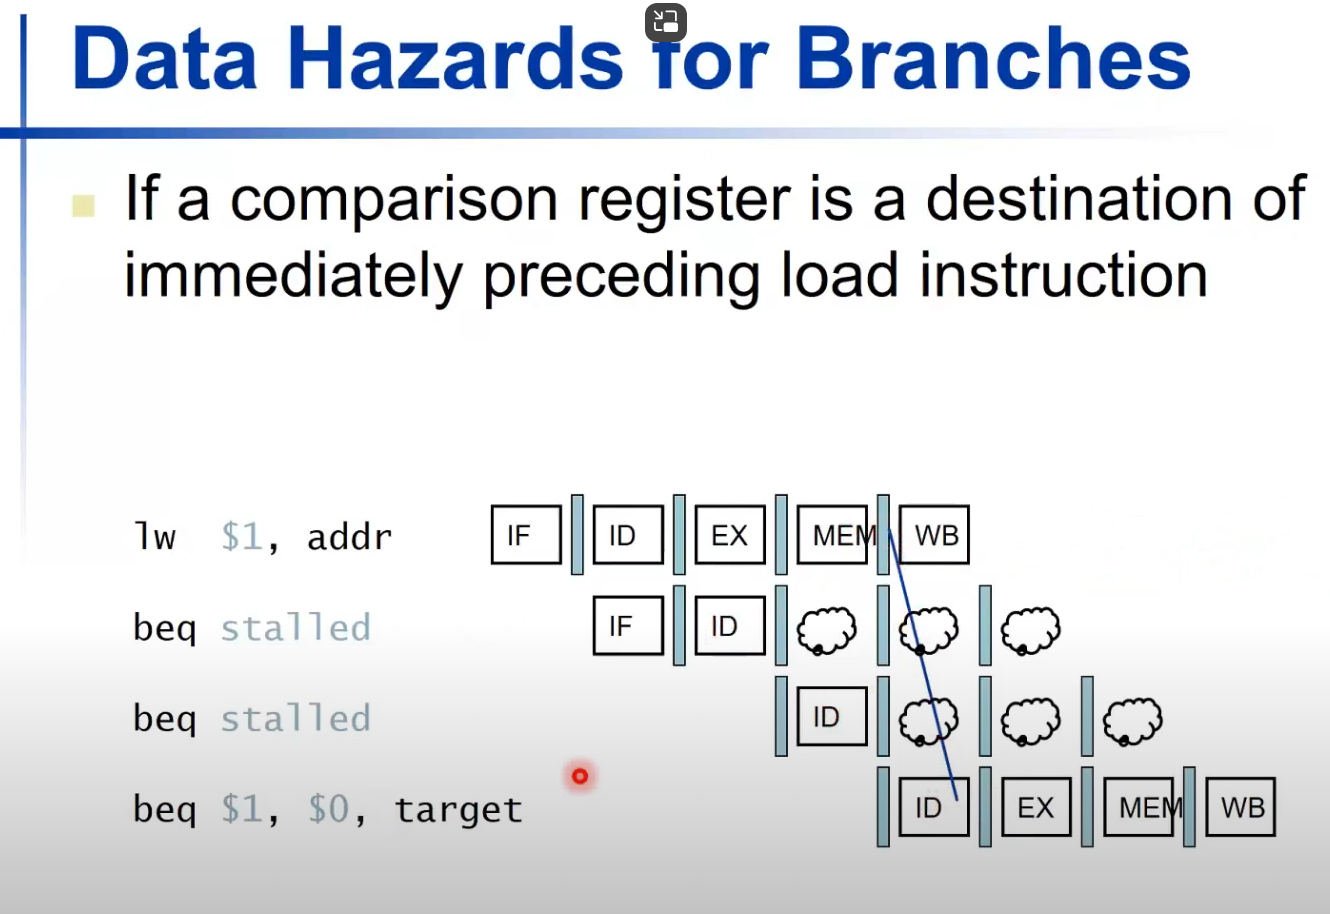 Data Hazards for Branches
If a comparison register is a destination of
immediately preceding load instruction
lw $1, addr IF ID EX MEM WB
beq stalled IF ID
beq stalled ID
beq $1, $0, target ID EX MEM WB